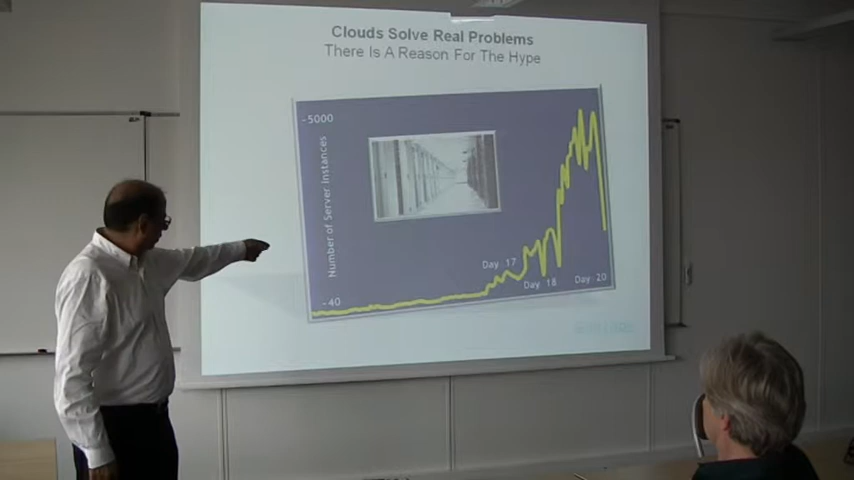 Clouds Solve Real Problems
There Is A Reason For The Hype
-5000
Number of Server Instances
Day 17
Day 18
Day 20
-40